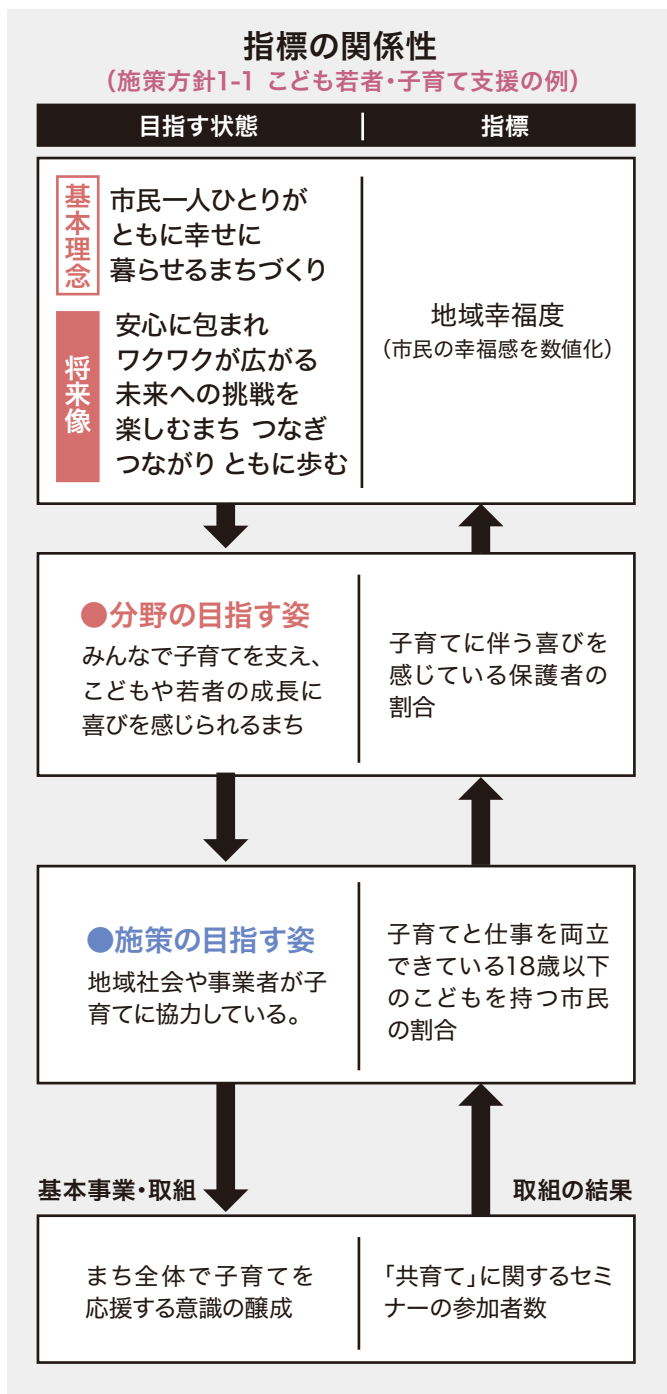 指標の関係性
（施策方針1-1 こども若者・子育て支援の例）
目指す状態 | 指標
基本理念
市民一人ひとりが
ともに幸せに
暮らせるまちづくり
将来像
安心に包まれ
ワクワクが広がる
未来への挑戦を
楽しむまち つなぎ
つながり ともに歩む
地域幸福度
（市民の幸福感を数値化）
●分野の目指す姿
みんなで子育てを支え、
こどもや若者の成長に
喜びを感じられるまち
子育てに伴う喜びを
感じている保護者の
割合
●施策の目指す姿
地域社会や事業者が子
育てに協力している。
子育てと仕事を両立
できている18歳以下
のこどもを持つ市民
の割合
基本事業・取組
取組の結果
まち全体で子育てを
応援する意識の醸成
「共育て」に関するセミ
ナーの参加者数